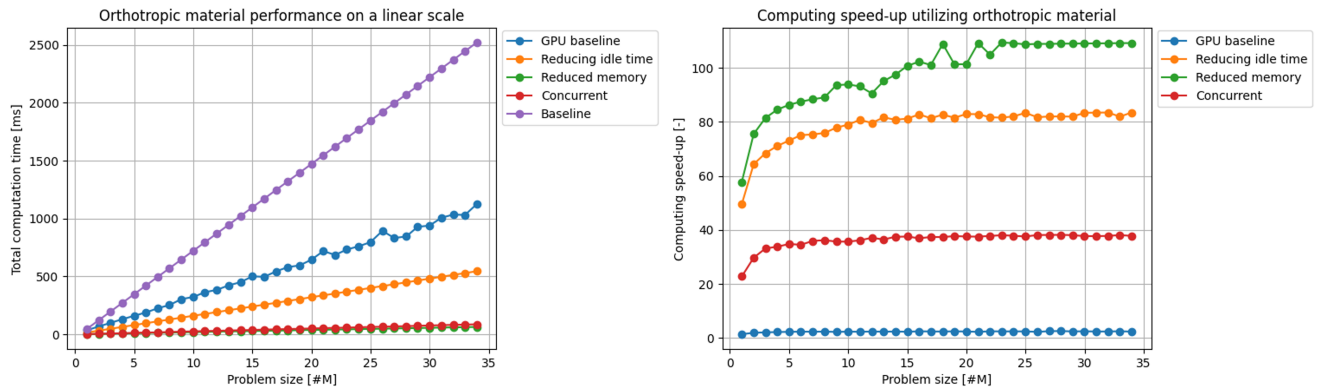 Orthotropic material performance on a linear scale
Total computation time [ms]
2500
2000
1500
1000
500
0
0 5 10 15 20 25 30 35
Problem size [#M]
GPU baseline
Reducing idle time
Reduced memory
Concurrent
Baseline
Computing speed-up utilizing orthotropic material
Computing speed-up [-]
100
80
60
40
20
0
0 5 10 15 20 25 30 35
Problem size [#M]
GPU baseline
Reducing idle time
Reduced memory
Concurrent